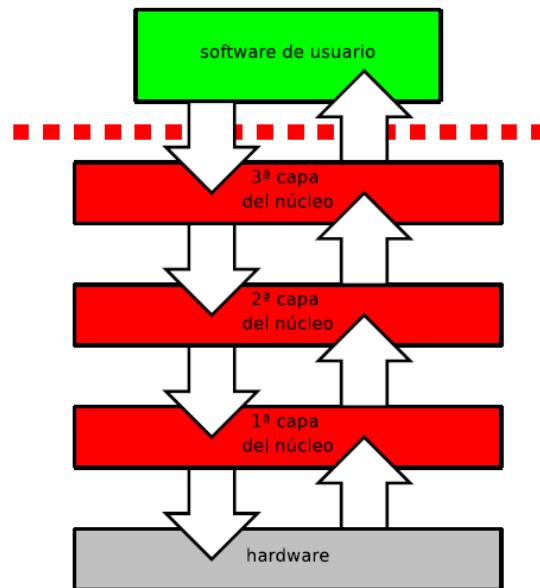 software de usuario
3ª capa
del núcleo
2ª capa
del núcleo
1ª capa
del núcleo
hardware